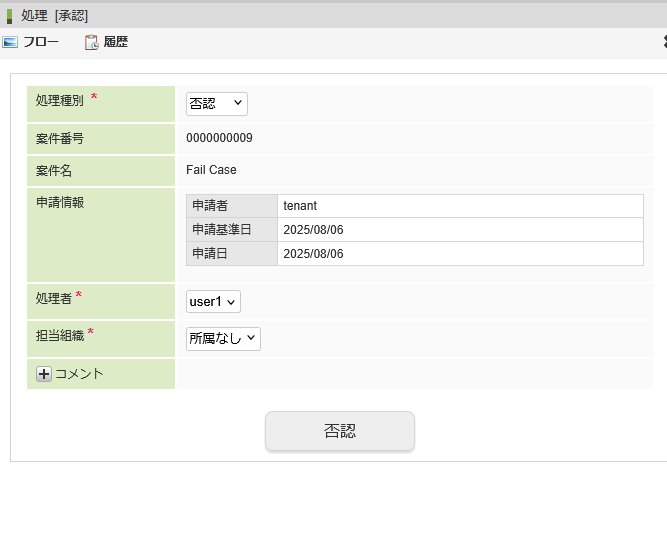 処理 [承認]
フロー 履歴
処理種別 * 否認
案件番号 0000000009
案件名 Fail Case
申請情報 申請者 tenant
申請基準日 2025/08/06
申請日 2025/08/06
処理者 * user1
担当組織 * 所属なし
コメント
否認